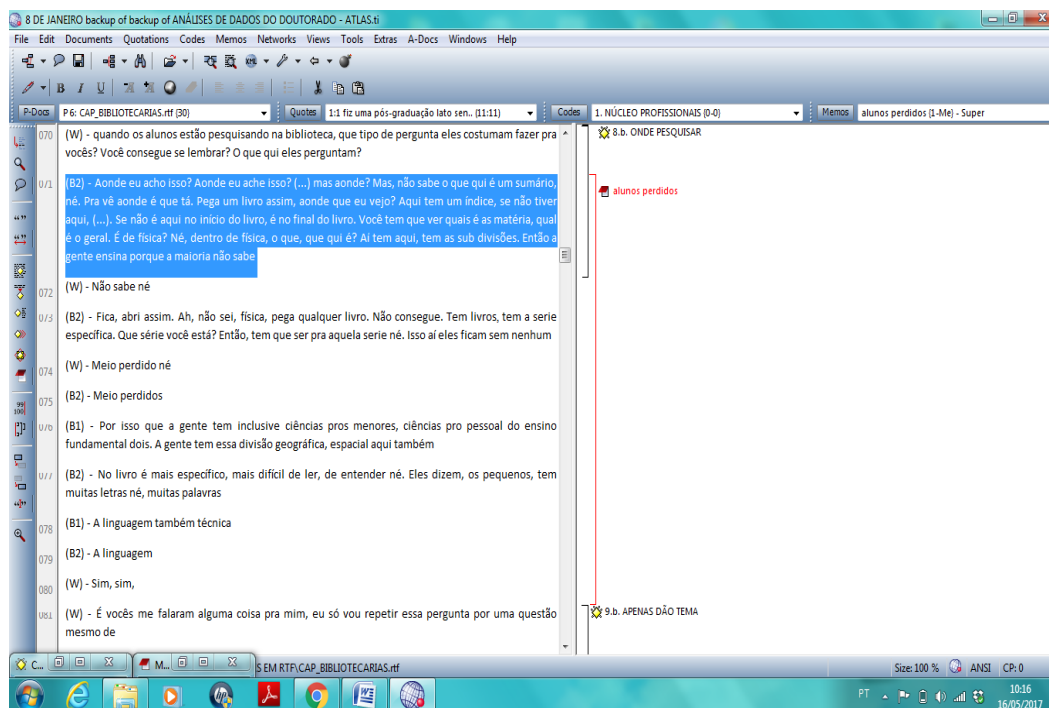 8 DE JANEIRO backup of backup of ANÁLISES DE DADOS DO DOUTORADO - ATLAS.ti
File Edit Documents Quotations Codes Memos Networks Views Tools Extras A-Docs Windows Help
B I U
P-Docs P 6: CAP_BIBLIOTECARIAS.rtf (30) Quotes 1:1 fiz uma pós-graduação lato sen.. (11:11) Codes 1. NÚCLEO PROFISSIONAIS (0-0) Memos alunos perdidos (1-Me) - Super
070 (W) - quando os alunos estão pesquisando na biblioteca, que tipo de pergunta eles costumam fazer pra
vocês? Você consegue se lembrar? O que qui eles perguntam?
8.b. ONDE PESQUISAR
071 (B2) - Aonde eu acho isso? Aonde eu ache isso? (...) mas aonde? Mas, não sabe o que qui é um sumário,
né. Pra vê aonde é que tá. Pega um livro assim, aonde que eu vejo? Aqui tem um índice, se não tiver
aqui, (...). Se não é aqui no início do livro, é no final do livro. Você tem que ver quais é as matéria, qual
é o geral. É de física? Né, dentro de física, o que, que qui é? Aí tem aqui, tem as sub divisões. Então a
gente ensina porque a maioria não sabe
alunos perdidos
072 (W) - Não sabe né
073 (B2) - Fica, abri assim. Ah, não sei, física, pega qualquer livro. Não consegue. Tem livros, tem a serie
específica. Que série você está? Então, tem que ser pra aquela serie né. Isso aí eles ficam sem nenhum
074 (W) - Meio perdido né
075 (B2) - Meio perdidos
076 (B1) - Por isso que a gente tem inclusive ciências pros menores, ciências pro pessoal do ensino
fundamental dois. A gente tem essa divisão geográfica, espacial aqui também
077 (B2) - No livro é mais específico, mais difícil de ler, de entender né. Eles dizem, os pequenos, tem
muitas letras né, muitas palavras
078 (B1) - A linguagem também técnica
079 (B2) - A linguagem
080 (W) - Sim, sim,
081 (W) - É vocês me falaram alguma coisa pra mim, eu só vou repetir essa pergunta por uma questão
mesmo de
9.b. APENAS DÃO TEMA
C... M... S EM RTF\CAP_BIBLIOTECARIAS.rtf Size: 100 % ANSI CP: 0
PT 10:16
16/05/2017